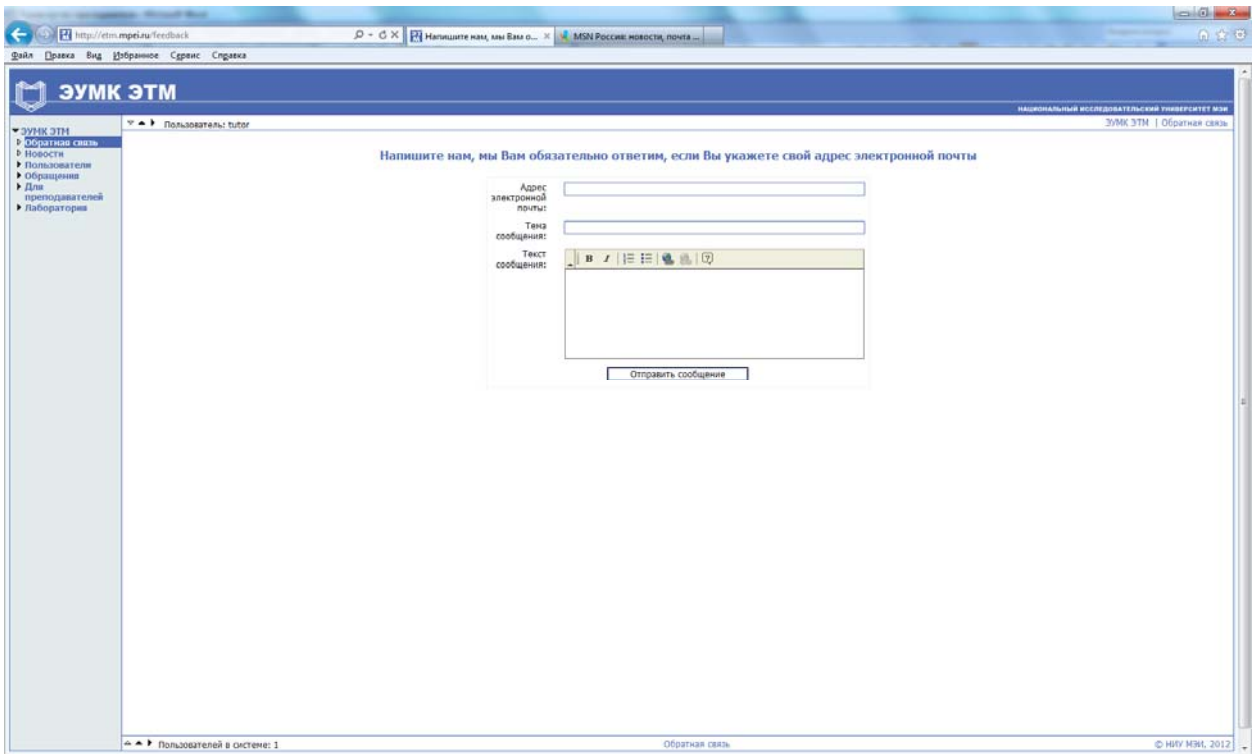 http://etm.mpei.ru/feedback
Напишите нам, мы Вам о...
MSN Россия: новости, почта ...
Файл Правка Вид Избранное Сервис Справка
ЭУМК ЭТМ
НАЦИОНАЛЬНЫЙ ИССЛЕДОВАТЕЛЬСКИЙ УНИВЕРСИТЕТ МЭИ
Пользователь: tutor
ЭУМК ЭТМ | Обратная связь
ЭУМК ЭТМ
Обратная связь
Новости
Пользователи
Обращения
Для
преподавателей
Лаборатория
Напишите нам, мы Вам обязательно ответим, если Вы укажете свой адрес электронной почты
Адрес
электронной
почты:
Тема
сообщения:
Текст
сообщения:
B I
Отправить сообщение
Пользователей в системе: 1
Обратная связь
© НИУ МЭИ, 2012